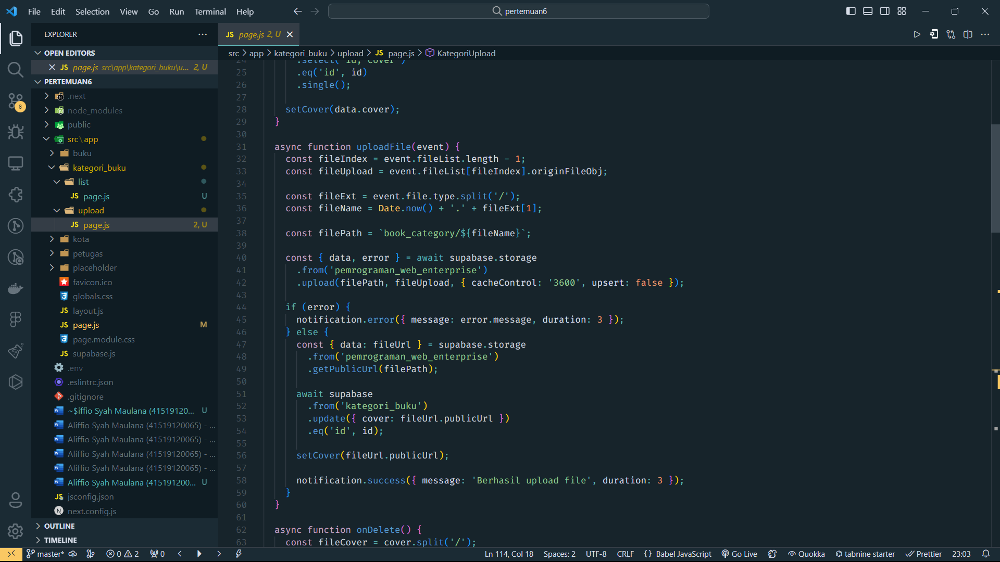 File Edit Selection View Go Run Terminal Help
pertemuan6
EXPLORER
OPEN EDITORS
JS page.js src\app\kategori_buku\u... 2, U
PERTEMUAN6
.next
node_modules
public
src\app
buku
kategori_buku
list
JS page.js U
upload
JS page.js 2, U
kota
petugas
placeholder
favicon.ico
globals.css
JS layout.js
JS page.js M
page.module.css
JS supabase.js
.env
.eslintrc.json
.gitignore
~$iffio Syah Maulana (41519120... U
Aliffio Syah Maulana (41519120065) - ...
Aliffio Syah Maulana (41519120065) - ...
Aliffio Syah Maulana (41519120065) - ...
Aliffio Syah Maulana (41519120065) - ...
Aliffio Syah Maulana (415191200... U
JS jsconfig.json
N next.config.js
OUTLINE
TIMELINE
8
JS page.js 2, U
src > app > kategori_buku > upload > JS page.js > KategoriUpload
24 .select('id, cover')
25 .eq('id', id)
26 .single();
27
28 setCover(data.cover);
29 }
30
31 async function uploadFile(event) {
32 const fileIndex = event.fileList.length - 1;
33 const fileUpload = event.fileList[fileIndex].originFileObj;
34
35 const fileExt = event.file.type.split('/');
36 const fileName = Date.now() + '.' + fileExt[1];
37
38 const filePath = `book_category/${fileName}`;
39
40 const { data, error } = await supabase.storage
41 .from('pemrograman_web_enterprise')
42 .upload(filePath, fileUpload, { cacheControl: '3600', upsert: false });
43
44 if (error) {
45 notification.error({ message: error.message, duration: 3 });
46 } else {
47 const { data: fileUrl } = supabase.storage
48 .from('pemrograman_web_enterprise')
49 .getPublicUrl(filePath);
50
51 await supabase
52 .from('kategori_buku')
53 .update({ cover: fileUrl.publicUrl })
54 .eq('id', id);
55
56 setCover(fileUrl.publicUrl);
57
58 notification.success({ message: 'Berhasil upload file', duration: 3 });
59 }
60 }
61
62 async function onDelete() {
63 const fileCover = cover.split('/');
master* 0 2 0 Ln 114, Col 18 Spaces: 2 UTF-8 CRLF {} Babel JavaScript Go Live Quokka tabnine starter Prettier 23:03